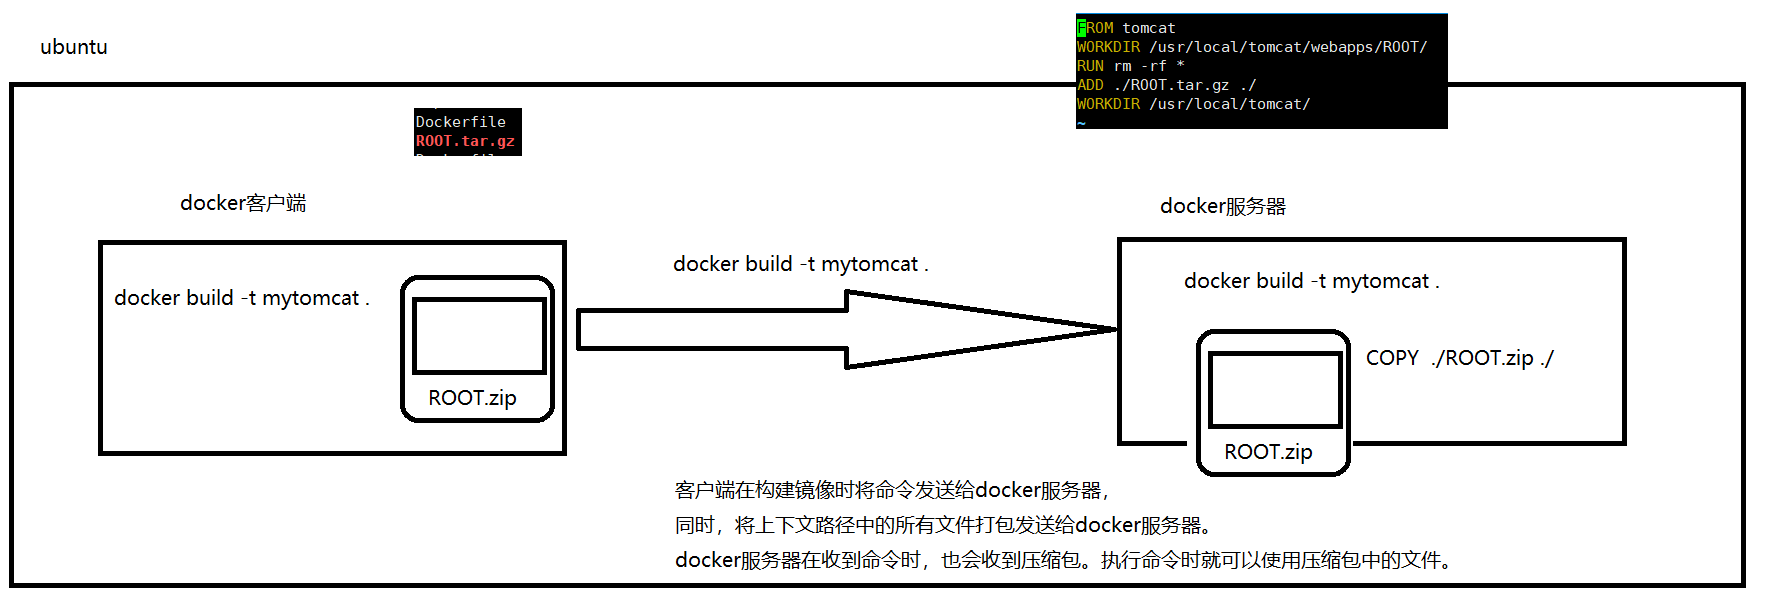 ubuntu
FROM tomcat
WORKDIR /usr/local/tomcat/webapps/ROOT/
RUN rm -rf *
ADD ./ROOT.tar.gz ./
WORKDIR /usr/local/tomcat/
~
Dockerfile
ROOT.tar.gz
docker客户端
docker服务器
docker build -t mytomcat .
ROOT.zip
docker build -t mytomcat .
docker build -t mytomcat .
COPY ./ROOT.zip ./
ROOT.zip
客户端在构建镜像时将命令发送给docker服务器，
同时，将上下文路径中的所有文件打包发送给docker服务器。
docker服务器在收到命令时，也会收到压缩包。执行命令时就可以使用压缩包中的文件。